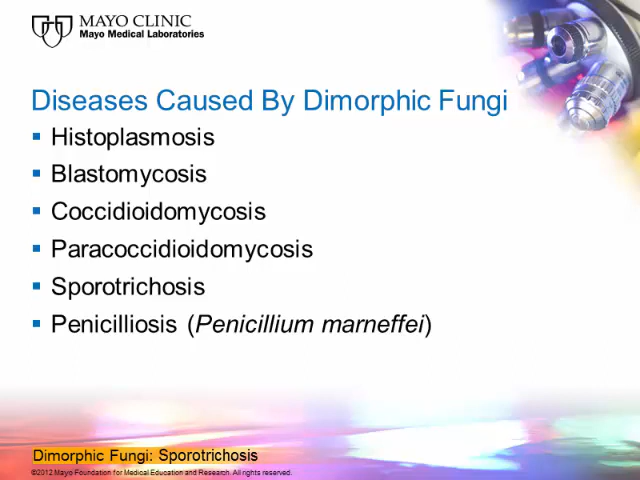 MAYO CLINIC
Mayo Medical Laboratories
Diseases Caused By Dimorphic Fungi
▪ Histoplasmosis
▪ Blastomycosis
▪ Coccidioidomycosis
▪ Paracoccidioidomycosis
▪ Sporotrichosis
▪ Penicilliosis (Penicillium marneffei)
Dimorphic Fungi: Sporotrichosis
©2012 Mayo Foundation for Medical Education and Research. All rights reserved.